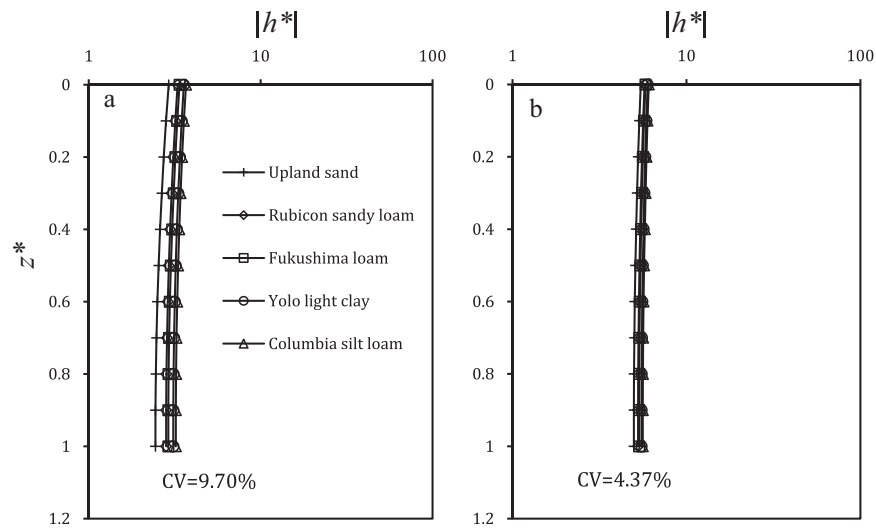 |h*|
1 10 100
0
0.2
0.4
0.6
0.8
1
1.2
z*
a
Upland sand
Rubicon sandy loam
Fukushima loam
Yolo light clay
Columbia silt loam
CV=9.70%
|h*|
1 10 100
0
0.2
0.4
0.6
0.8
1
1.2
b
CV=4.37%